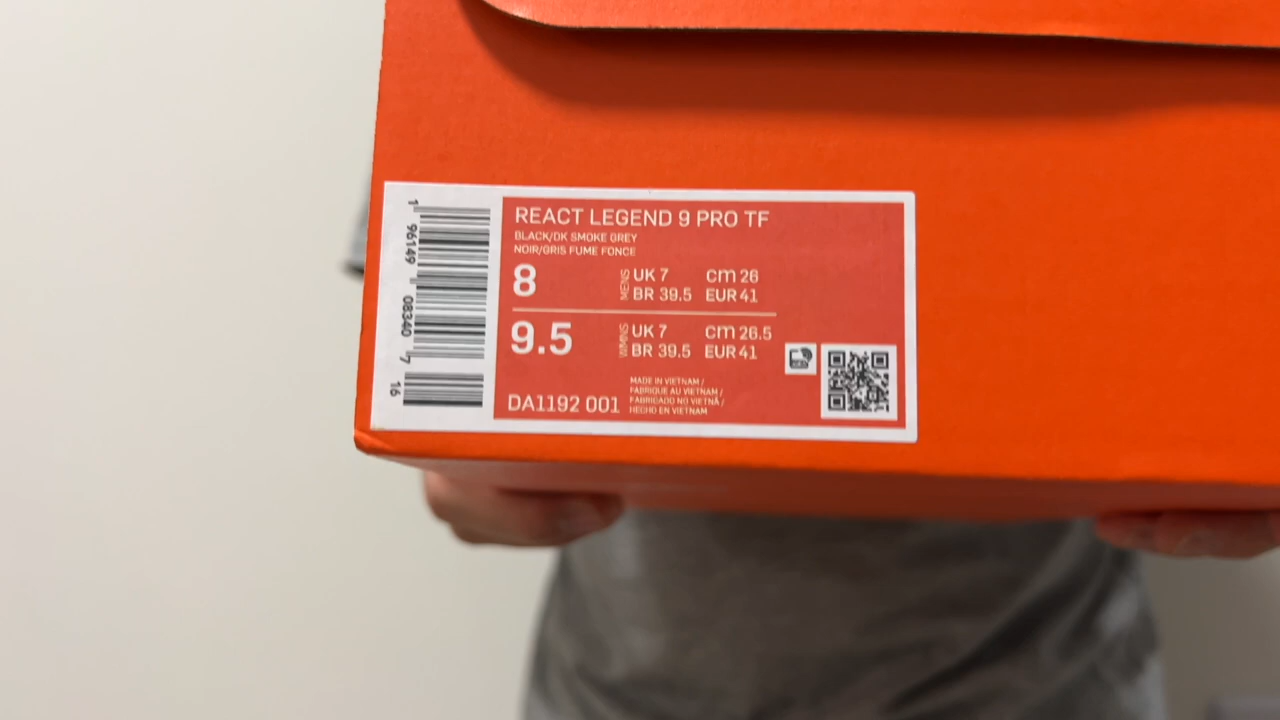 REACT LEGEND 9 PRO TF
BLACK/DK SMOKE GREY
NOIR/GRIS FUME FONCE
8
MENS
UK 7
cm 26
BR 39.5
EUR 41
9.5
WMNS
UK 7
cm 26.5
BR 39.5
EUR 41
DA1192 001
MADE IN VIETNAM /
FABRIQUE AU VIETNAM /
FABRICADO NO VIETNÃ /
HECHO EN VIETNAM
1 96149 08340 7
16